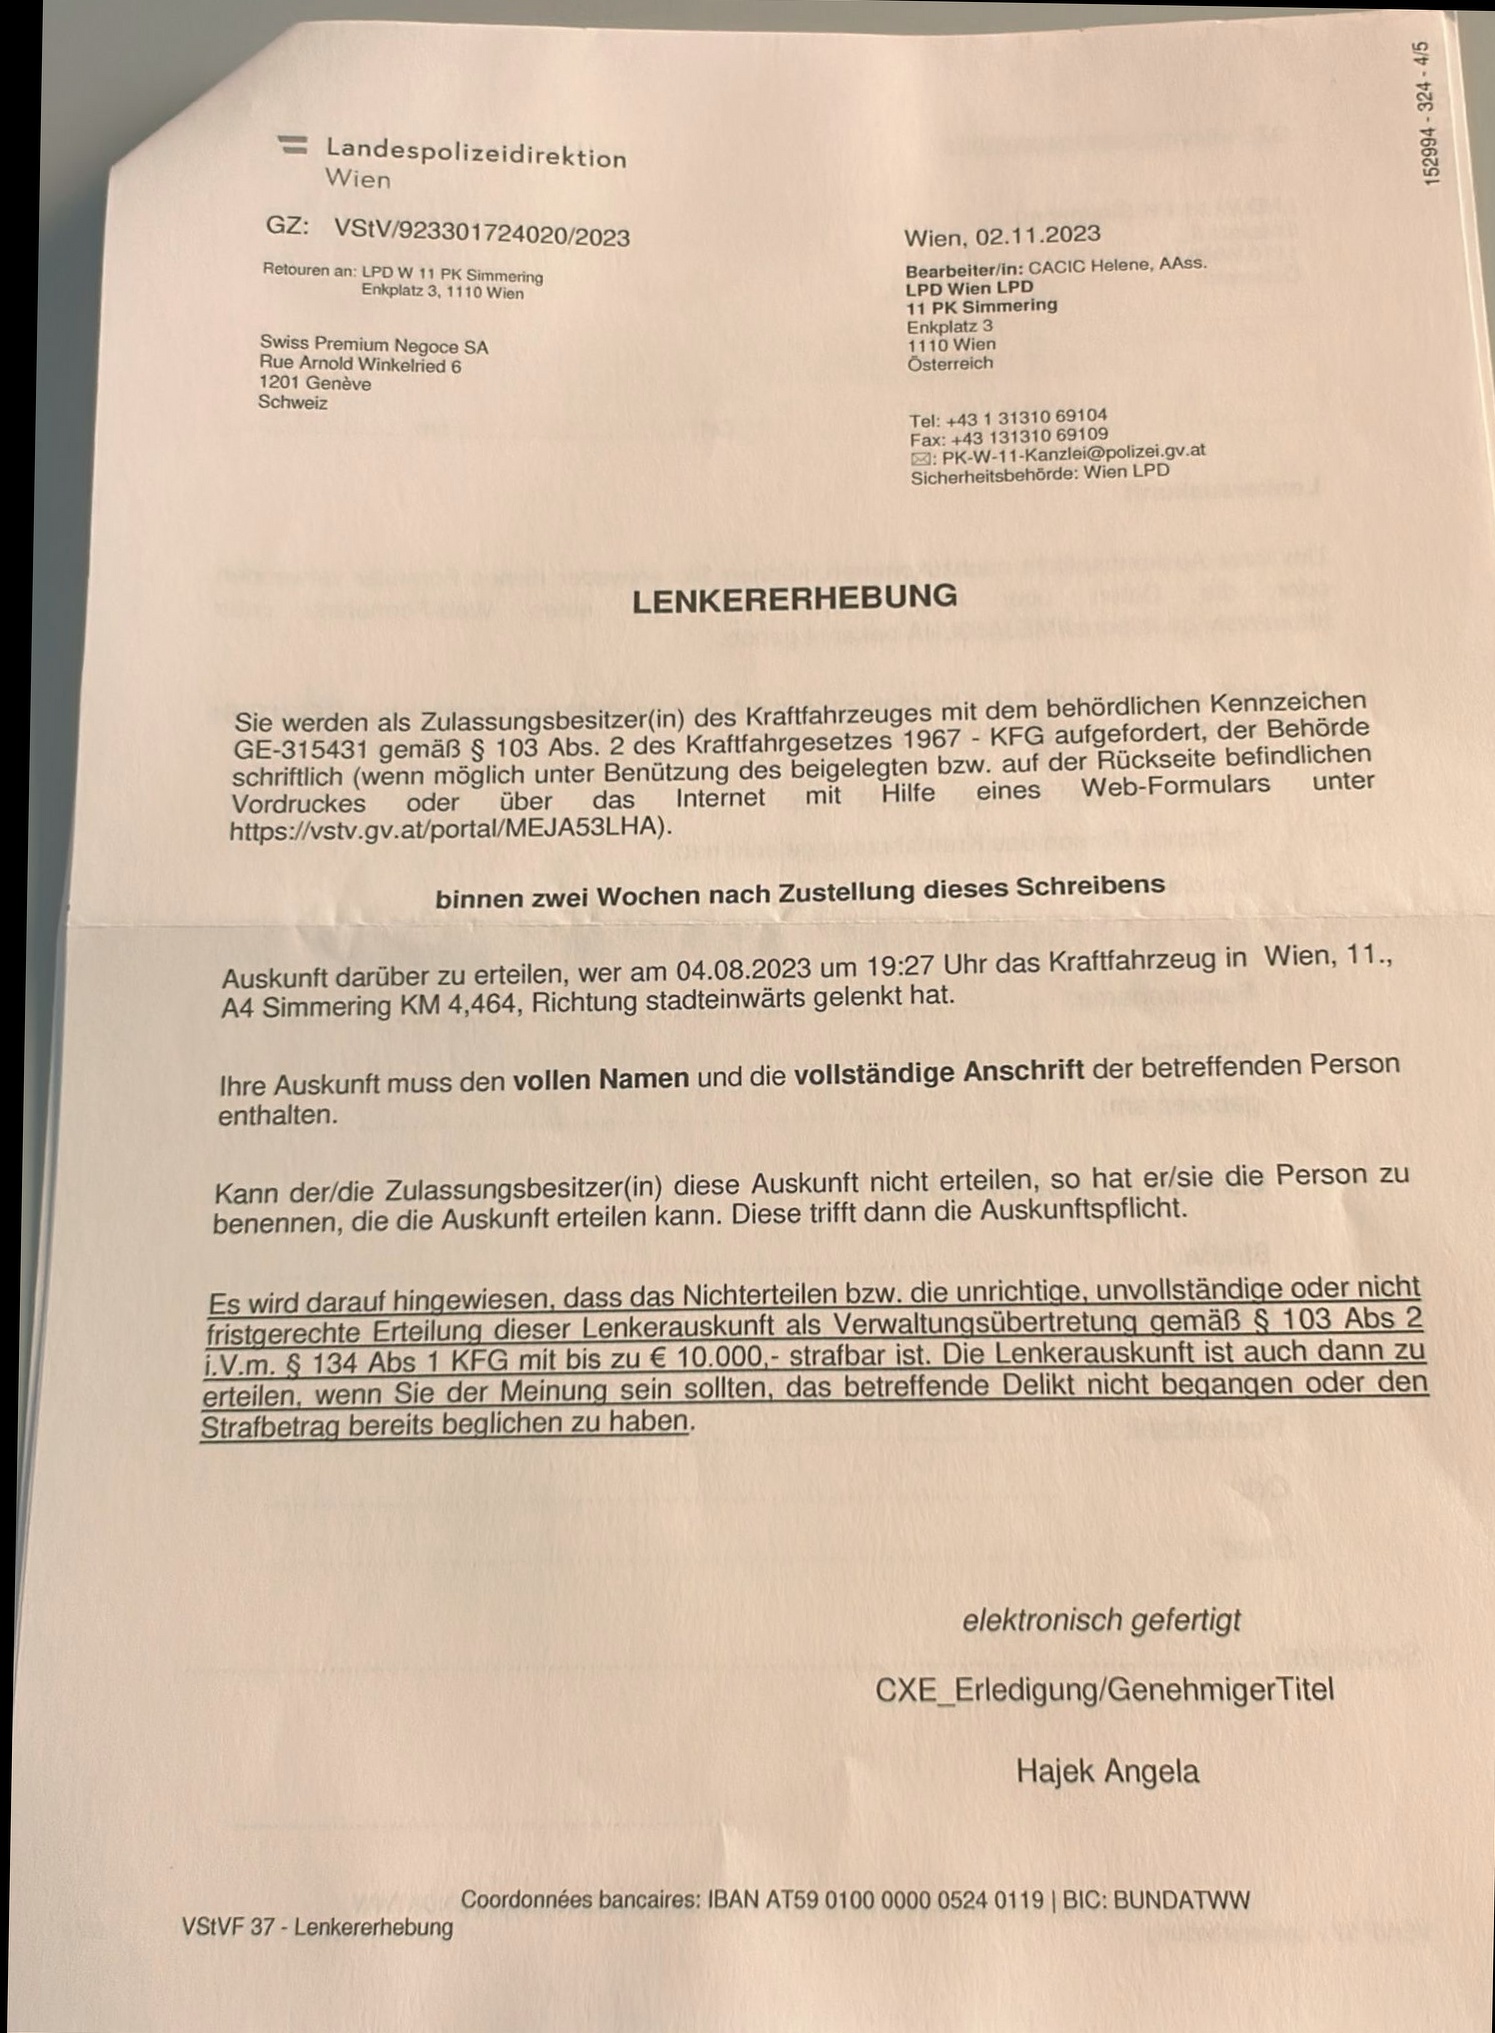 152994 - 324 - 4/5
Landespolizeidirektion
Wien
GZ: VStV/923301724020/2023
Retouren an: LPD W 11 PK Simmering
Enkplatz 3, 1110 Wien
Swiss Premium Negoce SA
Rue Arnold Winkelried 6
1201 Genève
Schweiz
Wien, 02.11.2023
Bearbeiter/in: CACIC Helene, AAss.
LPD Wien LPD
11 PK Simmering
Enkplatz 3
1110 Wien
Österreich
Tel: +43 1 31310 69104
Fax: +43 131310 69109
✉: PK-W-11-Kanzlei@polizei.gv.at
Sicherheitsbehörde: Wien LPD
LENKERERHEBUNG
Sie werden als Zulassungsbesitzer(in) des Kraftfahrzeuges mit dem behördlichen Kennzeichen
GE-315431 gemäß § 103 Abs. 2 des Kraftfahrgesetzes 1967 - KFG aufgefordert, der Behörde
schriftlich (wenn möglich unter Benützung des beigelegten bzw. auf der Rückseite befindlichen
Vordruckes oder über das Internet mit Hilfe eines Web-Formulars unter
https://vstv.gv.at/portal/MEJA53LHA).
binnen zwei Wochen nach Zustellung dieses Schreibens
Auskunft darüber zu erteilen, wer am 04.08.2023 um 19:27 Uhr das Kraftfahrzeug in Wien, 11.,
A4 Simmering KM 4,464, Richtung stadteinwärts gelenkt hat.
Ihre Auskunft muss den vollen Namen und die vollständige Anschrift der betreffenden Person
enthalten.
Kann der/die Zulassungsbesitzer(in) diese Auskunft nicht erteilen, so hat er/sie die Person zu
benennen, die die Auskunft erteilen kann. Diese trifft dann die Auskunftspflicht.
Es wird darauf hingewiesen, dass das Nichterteilen bzw. die unrichtige, unvollständige oder nicht
fristgerechte Erteilung dieser Lenkerauskunft als Verwaltungsübertretung gemäß § 103 Abs 2
i.V.m. § 134 Abs 1 KFG mit bis zu € 10.000,- strafbar ist. Die Lenkerauskunft ist auch dann zu
erteilen, wenn Sie der Meinung sein sollten, das betreffende Delikt nicht begangen oder den
Strafbetrag bereits beglichen zu haben.
elektronisch gefertigt
CXE_Erledigung/GenehmigerTitel
Hajek Angela
Coordonnées bancaires: IBAN AT59 0100 0000 0524 0119 | BIC: BUNDATWW
VStVF 37 - Lenkererhebung